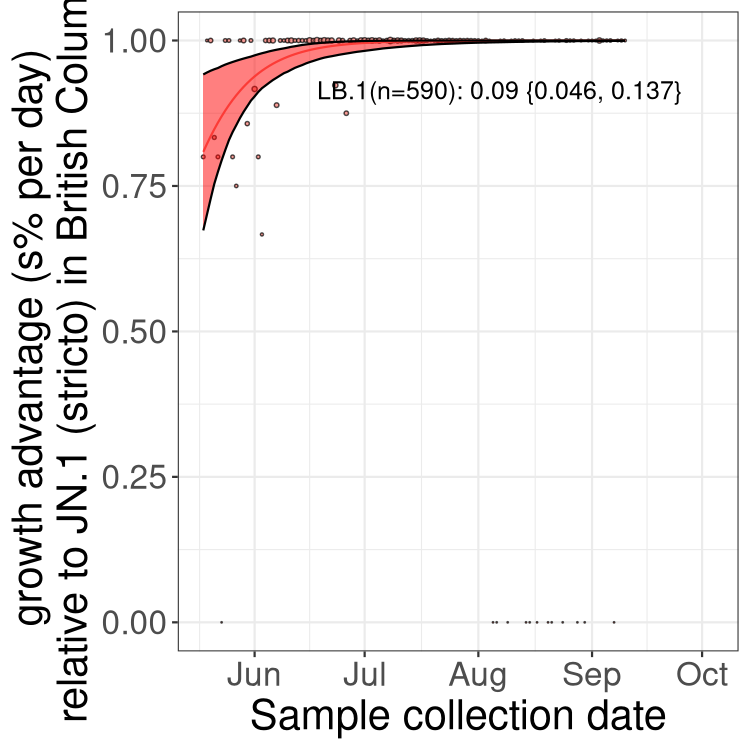 growth advantage (s% per day)
relative to JN.1 (stricto) in British Colum
1.00
0.75
0.50
0.25
0.00
LB.1(n=590): 0.09 {0.046, 0.137}
Jun Jul Aug Sep Oct
Sample collection date